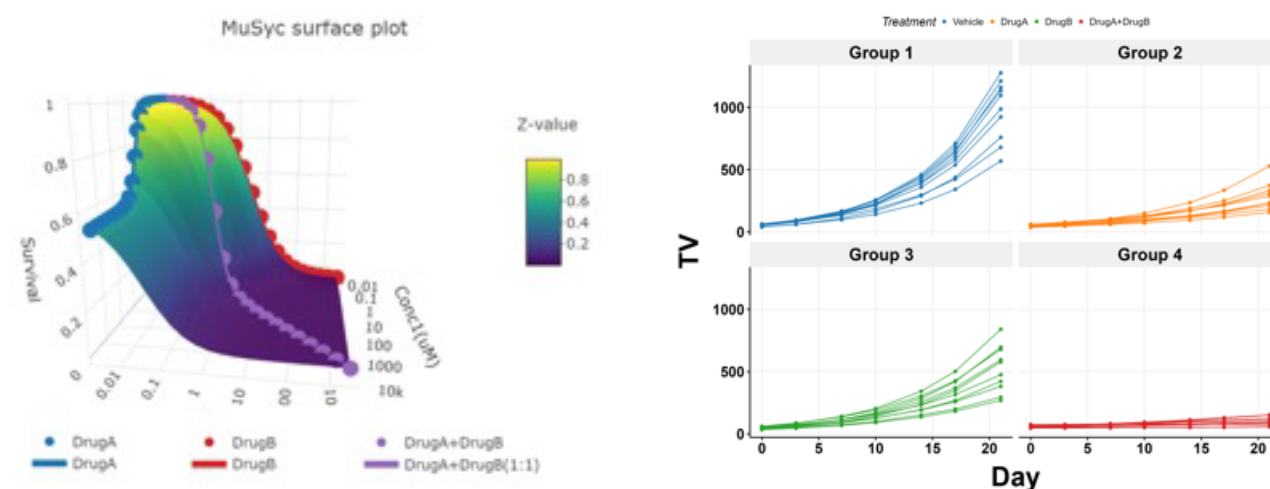 MuSyc surface plot
Z-value
0.8
0.6
0.4
0.2
Survival
1
0.8
0.6
0.4
0.2
0
0.01
0.1
1
10
00
10
0.01
0.1
1
10
100
1000
10k
Conc1(uM)
DrugA
DrugB
DrugA+DrugB
DrugA
DrugB
DrugA+DrugB(1:1)
Treatment Vehicle DrugA DrugB DrugA+DrugB
Group 1
Group 2
1000
500
0
TV
Group 3
Group 4
1000
500
0
0 5 10 15 20
0 5 10 15 20
Day